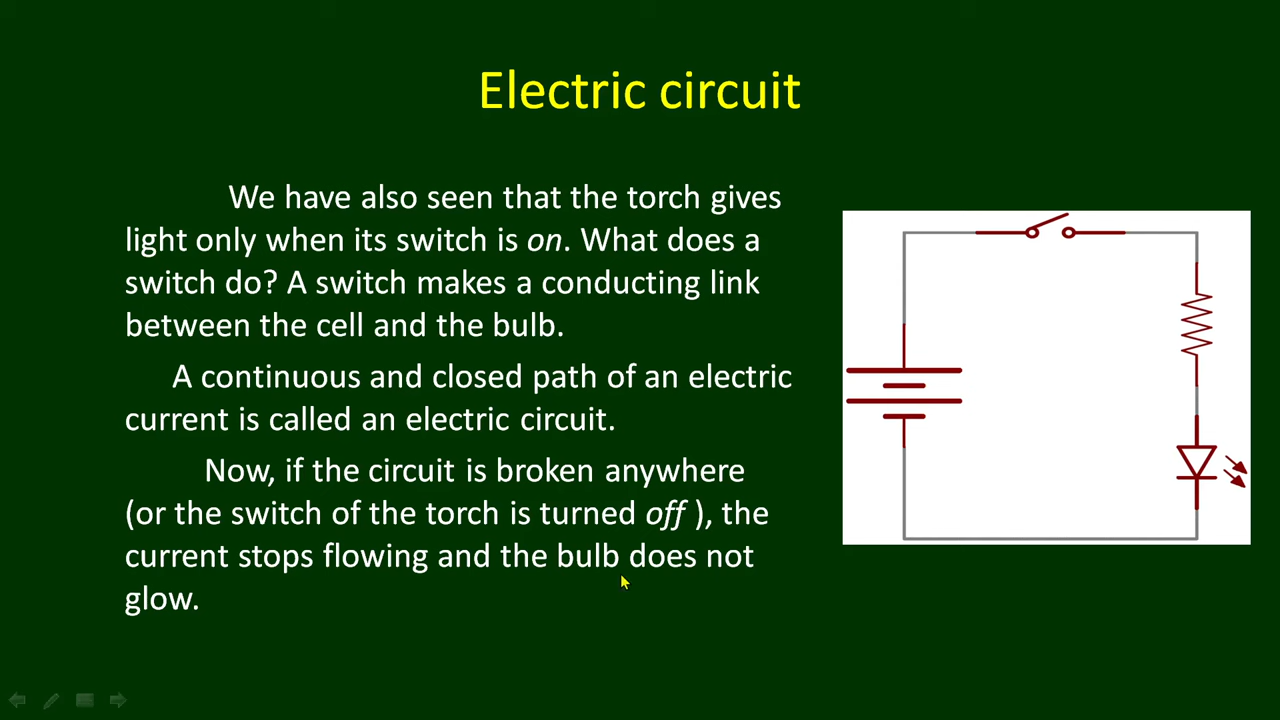 Electric circuit
We have also seen that the torch gives
light only when its switch is on. What does a
switch do? A switch makes a conducting link
between the cell and the bulb.
A continuous and closed path of an electric
current is called an electric circuit.
Now, if the circuit is broken anywhere
(or the switch of the torch is turned off ), the
current stops flowing and the bulb does not
glow.